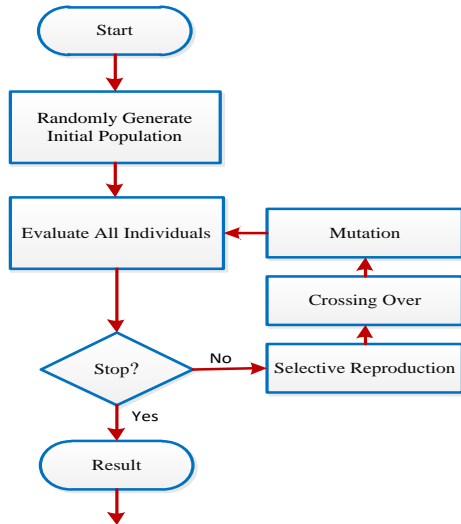 Start
Randomly Generate
Initial Population
Evaluate All Individuals
Mutation
Crossing Over
Stop?
No
Selective Reproduction
Yes
Result